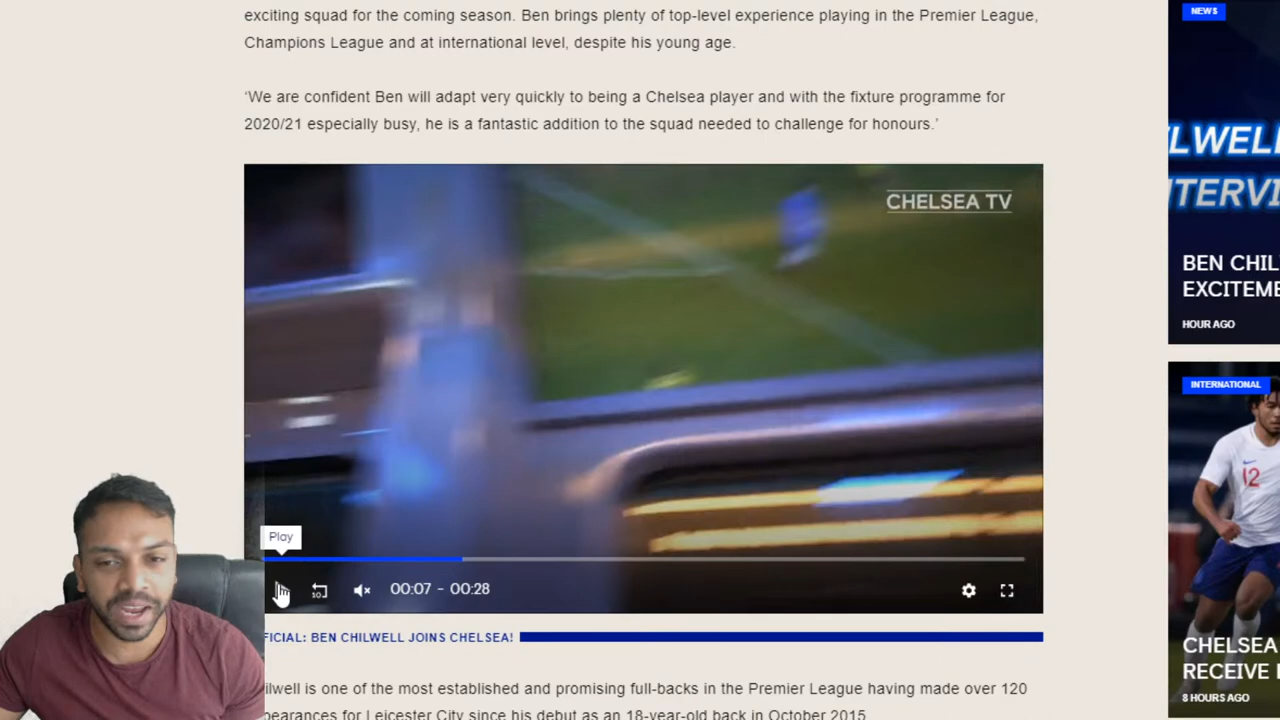 exciting squad for the coming season. Ben brings plenty of top-level experience playing in the Premier League,
Champions League and at international level, despite his young age.
‘We are confident Ben will adapt very quickly to being a Chelsea player and with the fixture programme for
2020/21 especially busy, he is a fantastic addition to the squad needed to challenge for honours.’
CHELSEA TV
Play
10
00:07 - 00:28
FICIAL: BEN CHILWELL JOINS CHELSEA!
ilwell is one of the most established and promising full-backs in the Premier League having made over 120
pearances for Leicester City since his debut as an 18-year-old back in October 2015
NEWS
LWELL
NTERVI
BEN CHIL
EXCITEME
HOUR AGO
INTERNATIONAL
12
CHELSEA
RECEIVE
8 HOURS AGO